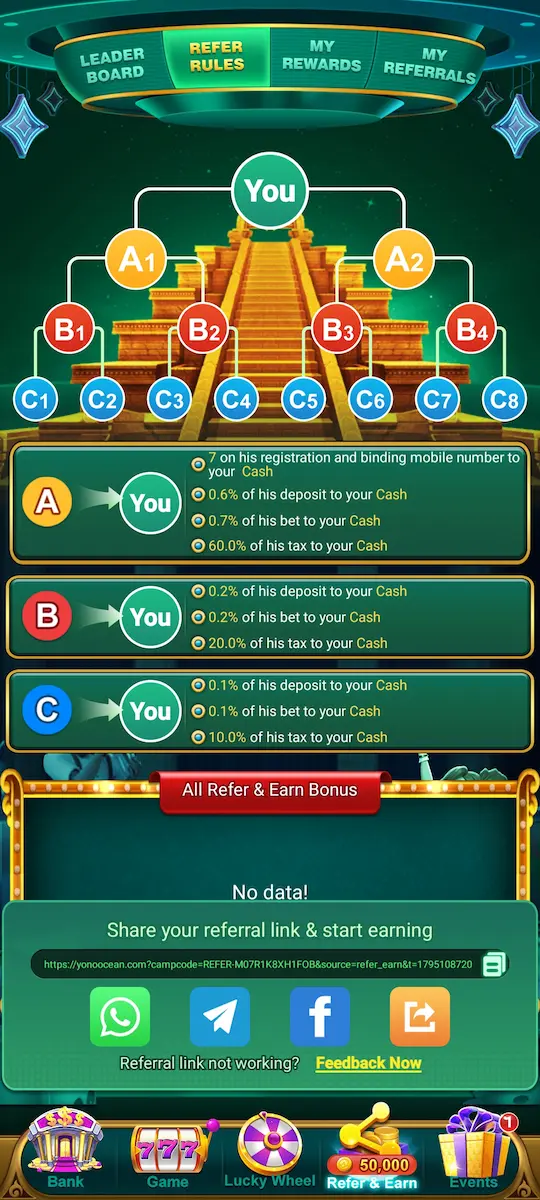 LEADER
BOARD
REFER
RULES
MY
REWARDS
MY
REFERRALS
You
A1
A2
B1
B2
B3
B4
C1
C2
C3
C4
C5
C6
C7
C8
A
You
7 on his registration and binding mobile number to
your Cash
0.6% of his deposit to your Cash
0.7% of his bet to your Cash
60.0% of his tax to your Cash
B
You
0.2% of his deposit to your Cash
0.2% of his bet to your Cash
20.0% of his tax to your Cash
C
You
0.1% of his deposit to your Cash
0.1% of his bet to your Cash
10.0% of his tax to your Cash
All Refer & Earn Bonus
No data!
Share your referral link & start earning
https://yonoocean.com?campcode=REFER-M07R1K8XH1FOB&source=refer_earn&t=1795108720
Referral link not working? Feedback Now
$$$
777
50,000
1
Bank
Game
Lucky Wheel
Refer & Earn
Events